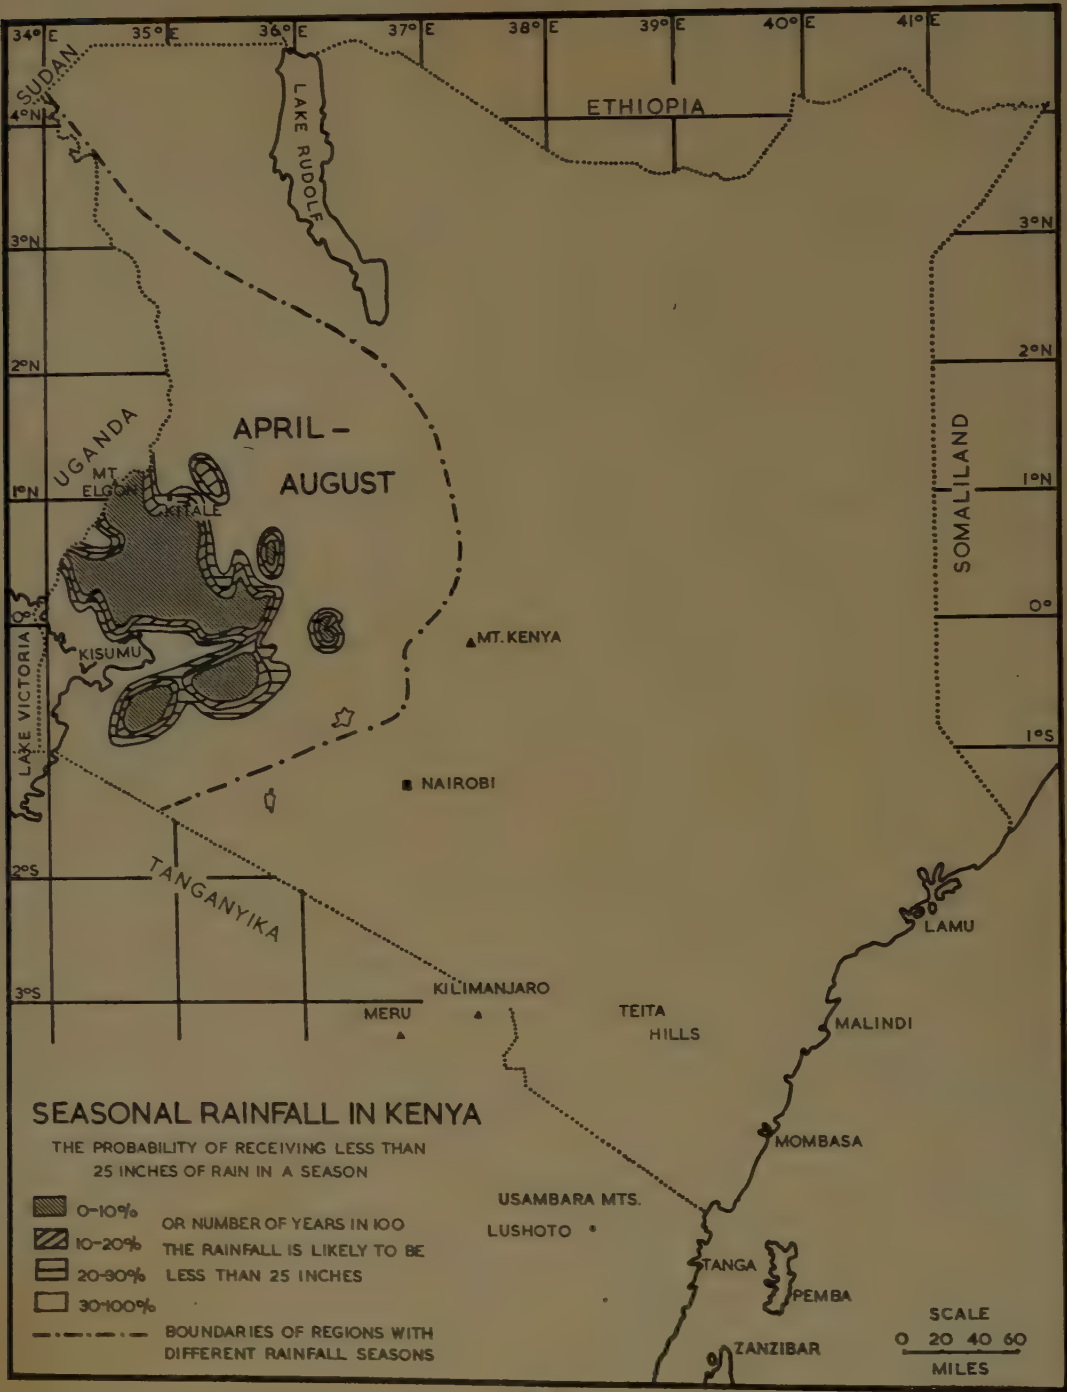 34° E 35° E 36° E 37° E 38° E 39° E 40° E 41° E
SUDAN
ETHIOPIA
4°N
LAKE RUDOLF
3°N
3°N
2°N
2°N
UGANDA
APRIL –
AUGUST
MT
ELGON
1°N
1°N
KITALE
SOMALILAND
0°
0°
MT. KENYA
KISUMU
LAKE VICTORIA
1°S
NAIROBI
2°S
TANGANYIKA
LAMU
3°S
KILIMANJARO
MERU
TEITA
HILLS
MALINDI
SEASONAL RAINFALL IN KENYA
THE PROBABILITY OF RECEIVING LESS THAN
25 INCHES OF RAIN IN A SEASON
MOMBASA
0-10%
10-20%
20-30%
30-100%
OR NUMBER OF YEARS IN 100
THE RAINFALL IS LIKELY TO BE
LESS THAN 25 INCHES
BOUNDARIES OF REGIONS WITH
DIFFERENT RAINFALL SEASONS
USAMBARA MTS.
LUSHOTO
TANGA
PEMBA
ZANZIBAR
SCALE
0 20 40 60
MILES